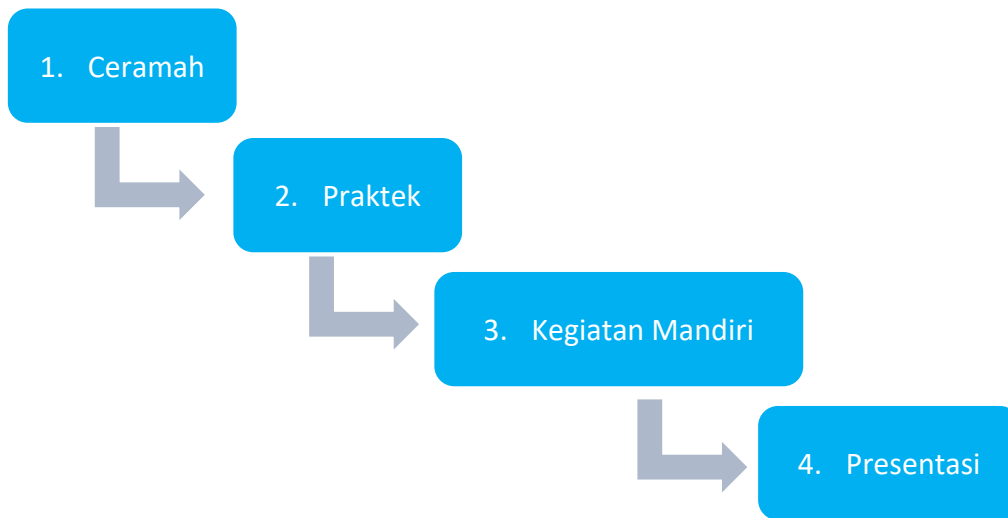 1. Ceramah
2. Praktek
3. Kegiatan Mandiri
4. Presentasi